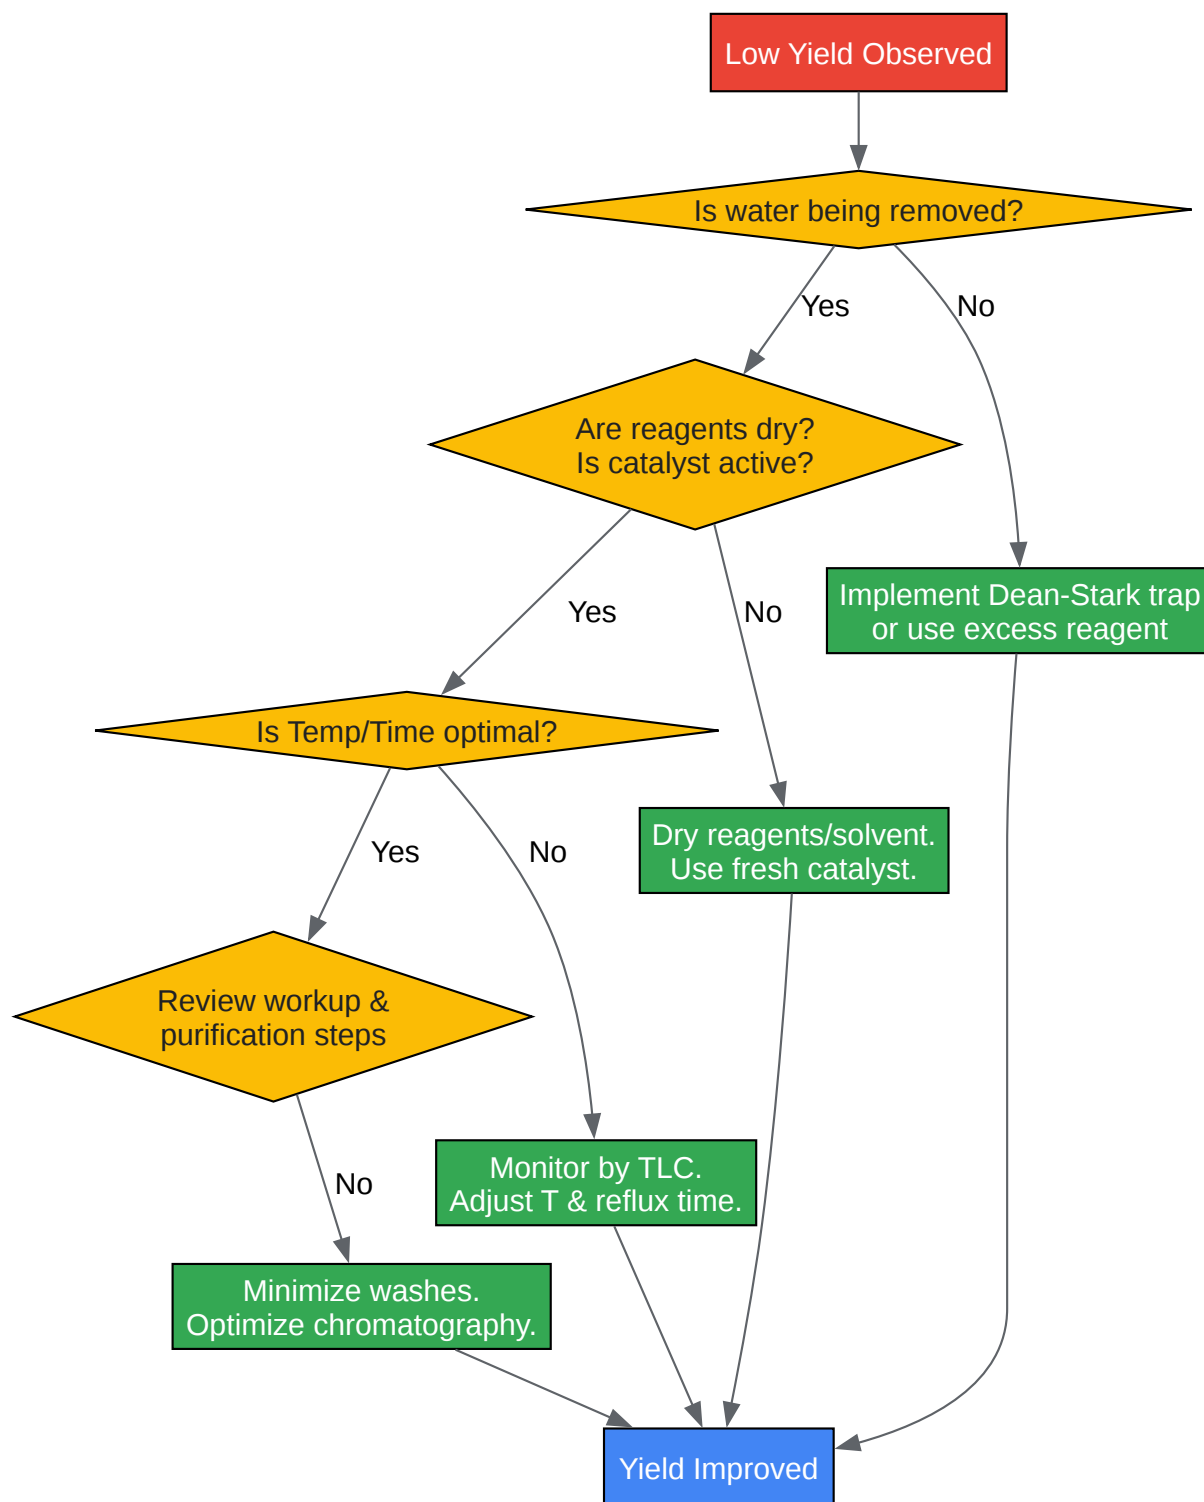 Low Yield Observed
Is water being removed?
Yes
No
Are reagents dry?
Is catalyst active?
Implement Dean-Stark trap
or use excess reagent
Yes
No
Is Temp/Time optimal?
Dry reagents/solvent.
Use fresh catalyst.
Yes
No
Review workup &
purification steps
Monitor by TLC.
Adjust T & reflux time.
No
Minimize washes.
Optimize chromatography.
Yield Improved